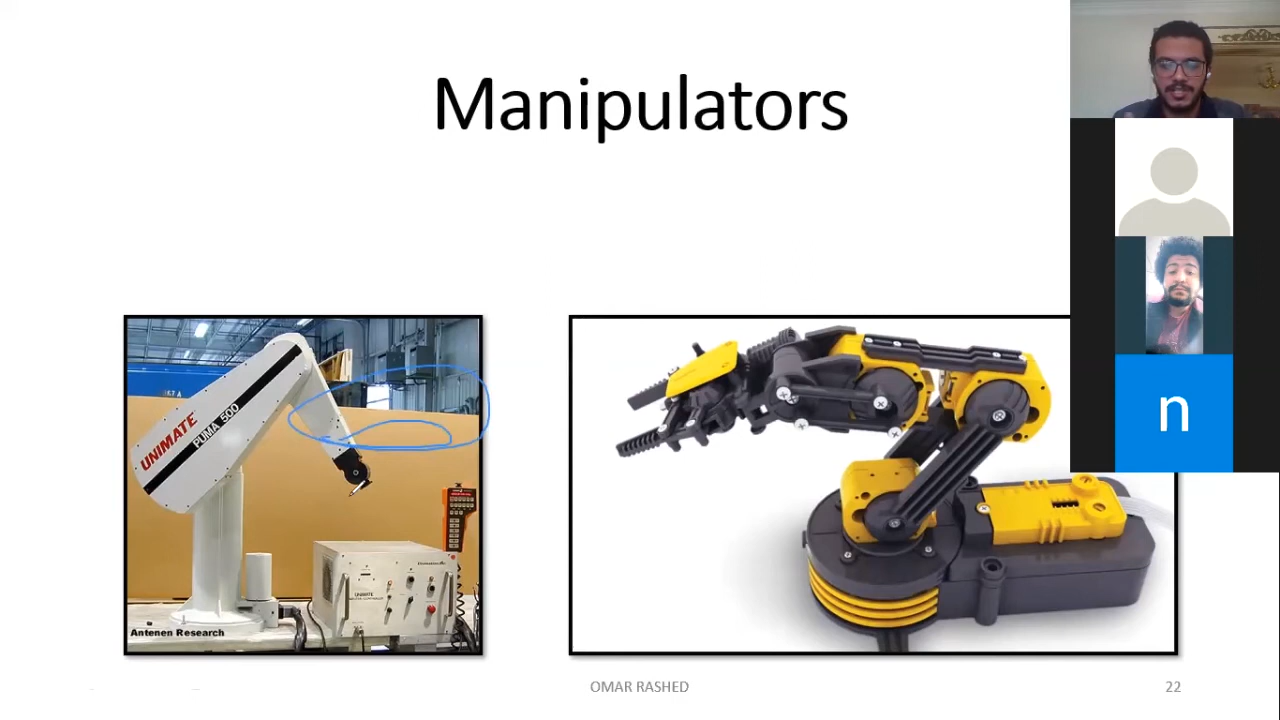 Manipulators
UNIMATE
PUMA 500
Antenen Research
n
OMAR RASHED
22